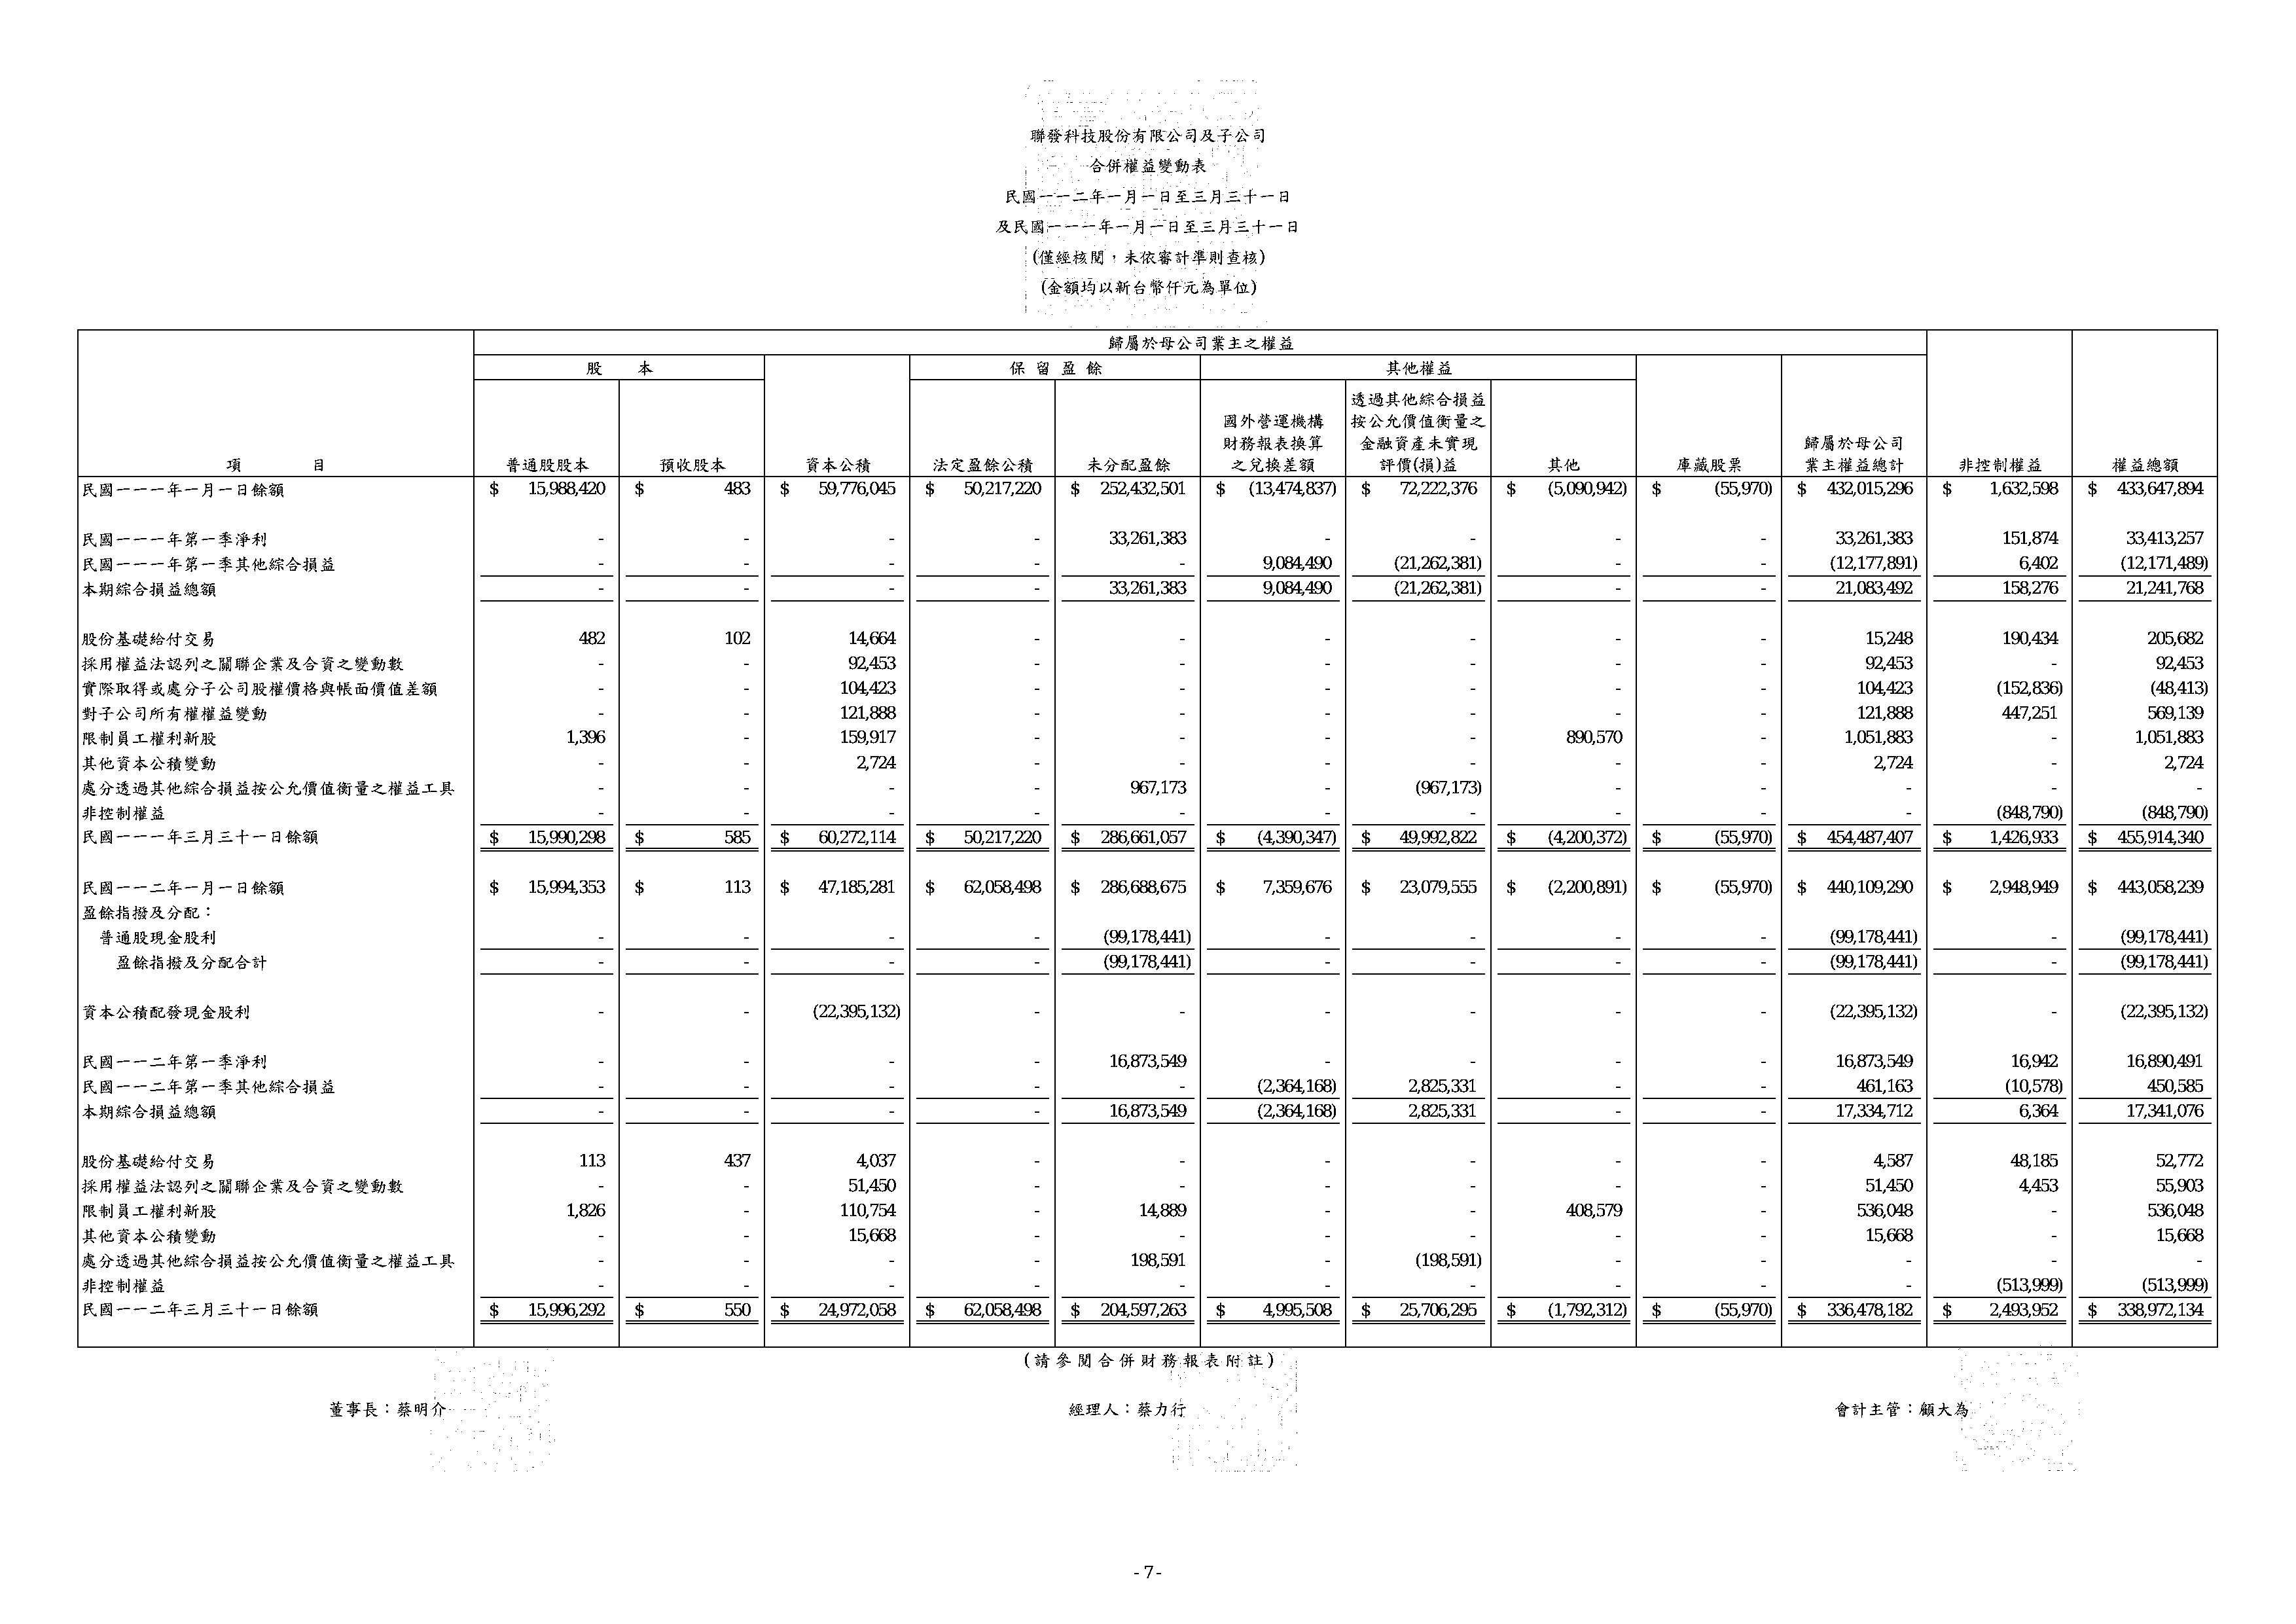 聯發科技股份有限公司及子公司
合併權益變動表
民國一一二年一月一日至三月三十一日
及民國一一一年一月一日至三月三十一日
(僅經核閱，未依審計準則查核)
(金額均以新台幣仟元為單位)
歸屬於母公司業主之權益
股 本 保 留 盈 餘 其他權益
項 目 普通股股本 預收股本 資本公積 法定盈餘公積 未分配盈餘 國外營運機構財務報表換算之兌換差額 透過其他綜合損益按公允價值衡量之金融資產未實現評價(損)益 其他 庫藏股票 歸屬於母公司業主權益總計 非控制權益 權益總額
民國一一一年一月一日餘額 $ 15,988,420 $ 483 $ 59,776,045 $ 50,217,220 $ 252,432,501 $ (13,474,837) $ 72,222,376 $ (5,090,942) $ (55,970) $ 432,015,296 $ 1,632,598 $ 433,647,894
民國一一一年第一季淨利 - - - - 33,261,383 - - - - 33,261,383 151,874 33,413,257
民國一一一年第一季其他綜合損益 - - - - - 9,084,490 (21,262,381) - - (12,177,891) 6,402 (12,171,489)
本期綜合損益總額 - - - - 33,261,383 9,084,490 (21,262,381) - - 21,083,492 158,276 21,241,768
股份基礎給付交易 482 102 14,664 - - - - - - 15,248 190,434 205,682
採用權益法認列之關聯企業及合資之變動數 - - 92,453 - - - - - - 92,453 - 92,453
實際取得或處分子公司股權價格與帳面價值差額 - - 104,423 - - - - - - 104,423 (152,836) (48,413)
對子公司所有權權益變動 - - 121,888 - - - - - - 121,888 447,251 569,139
限制員工權利新股 1,396 - 159,917 - - - - 890,570 - 1,051,883 - 1,051,883
其他資本公積變動 - - 2,724 - - - - - - 2,724 - 2,724
處分透過其他綜合損益按公允價值衡量之權益工具 - - - - 967,173 - (967,173) - - - - -
非控制權益 - - - - - - - - - - (848,790) (848,790)
民國一一一年三月三十一日餘額 $ 15,990,298 $ 585 $ 60,272,114 $ 50,217,220 $ 286,661,057 $ (4,390,347) $ 49,992,822 $ (4,200,372) $ (55,970) $ 454,487,407 $ 1,426,933 $ 455,914,340
民國一一二年一月一日餘額 $ 15,994,353 $ 113 $ 47,185,281 $ 62,058,498 $ 286,688,675 $ 7,359,676 $ 23,079,555 $ (2,200,891) $ (55,970) $ 440,109,290 $ 2,948,949 $ 443,058,239
盈餘指撥及分配：
普通股現金股利 - - - - (99,178,441) - - - - (99,178,441) - (99,178,441)
盈餘指撥及分配合計 - - - - (99,178,441) - - - - (99,178,441) - (99,178,441)
資本公積配發現金股利 - - (22,395,132) - - - - - - (22,395,132) - (22,395,132)
民國一一二年第一季淨利 - - - - 16,873,549 - - - - 16,873,549 16,942 16,890,491
民國一一二年第一季其他綜合損益 - - - - - (2,364,168) 2,825,331 - - 461,163 (10,578) 450,585
本期綜合損益總額 - - - - 16,873,549 (2,364,168) 2,825,331 - - 17,334,712 6,364 17,341,076
股份基礎給付交易 113 437 4,037 - - - - - - 4,587 48,185 52,772
採用權益法認列之關聯企業及合資之變動數 - - 51,450 - - - - - - 51,450 4,453 55,903
限制員工權利新股 1,826 - 110,754 - 14,889 - - 408,579 - 536,048 - 536,048
其他資本公積變動 - - 15,668 - - - - - - 15,668 - 15,668
處分透過其他綜合損益按公允價值衡量之權益工具 - - - - 198,591 - (198,591) - - - - -
非控制權益 - - - - - - - - - - (513,999) (513,999)
民國一一二年三月三十一日餘額 $ 15,996,292 $ 550 $ 24,972,058 $ 62,058,498 $ 204,597,263 $ 4,995,508 $ 25,706,295 $ (1,792,312) $ (55,970) $ 336,478,182 $ 2,493,952 $ 338,972,134
(請參閱合併財務報表附註)
董事長：蔡明介 經理人：蔡力行 會計主管：顧大為
- 7 -